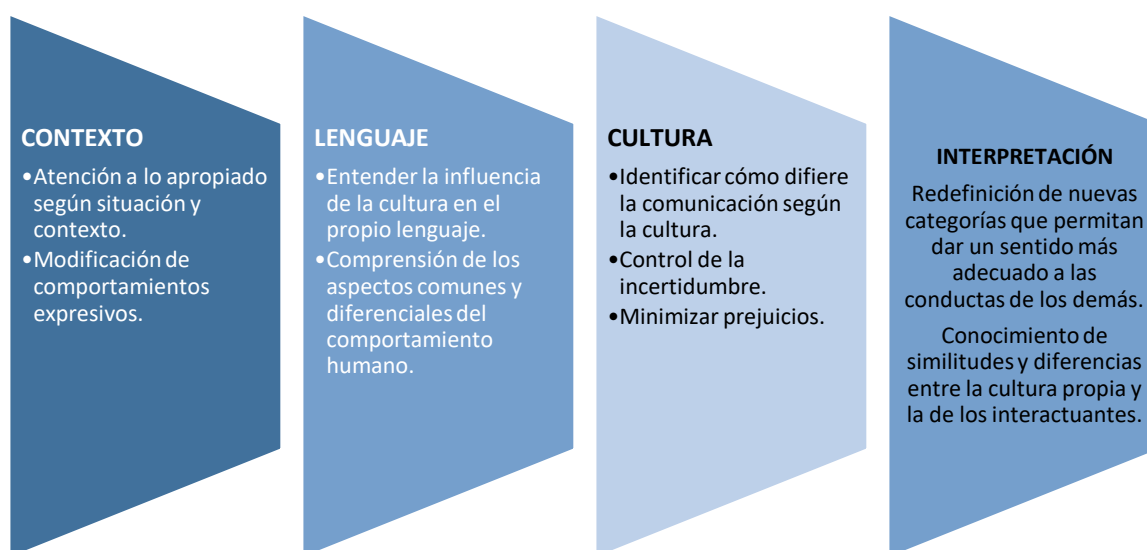 CONTEXTO
•Atención a lo apropiado
según situación y
contexto.
•Modificación de
comportamientos
expresivos.
LENGUAJE
•Entender la influencia
de la cultura en el
propio lenguaje.
•Comprensión de los
aspectos comunes y
diferenciales del
comportamiento
humano.
CULTURA
•Identificar cómo difiere
la comunicación según
la cultura.
•Control de la
incertidumbre.
•Minimizar prejuicios.
INTERPRETACIÓN
Redefinición de nuevas
categorías que permitan
dar un sentido más
adecuado a las
conductas de los demás.
Conocimiento de
similitudes y diferencias
entre la cultura propia y
la de los interactuantes.